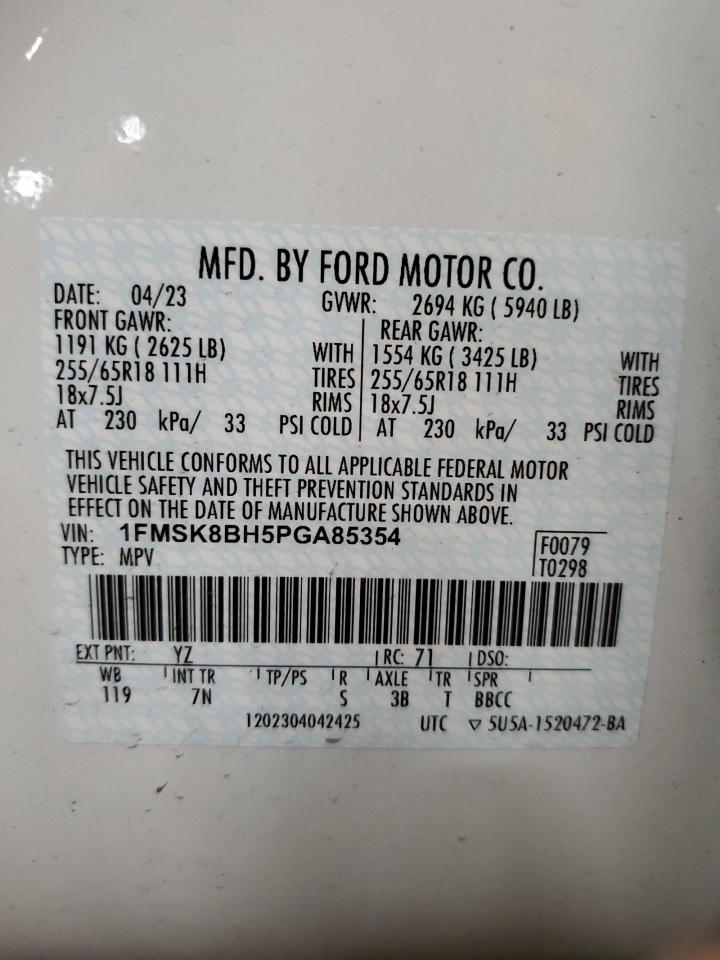 MFD. BY FORD MOTOR CO.
DATE: 04/23 GVWR: 2694 KG ( 5940 LB)
FRONT GAWR: REAR GAWR:
1191 KG ( 2625 LB) WITH 1554 KG ( 3425 LB) WITH
255/65R18 111H TIRES 255/65R18 111H TIRES
18x7.5J RIMS 18x7.5J RIMS
AT 230 kPa/ 33 PSI COLD AT 230 kPa/ 33 PSI COLD
THIS VEHICLE CONFORMS TO ALL APPLICABLE FEDERAL MOTOR
VEHICLE SAFETY AND THEFT PREVENTION STANDARDS IN
EFFECT ON THE DATE OF MANUFACTURE SHOWN ABOVE.
VIN: 1FMSK8BH5PGA85354 F0079
TYPE: MPV T0298
EXT PNT: YZ RC: 71 DSO:
WB INT TR TP/PS R AXLE TR SPR
119 7N S 3B T BBCC
1202304042425 UTC ▽ 5U5A-1520472-BA